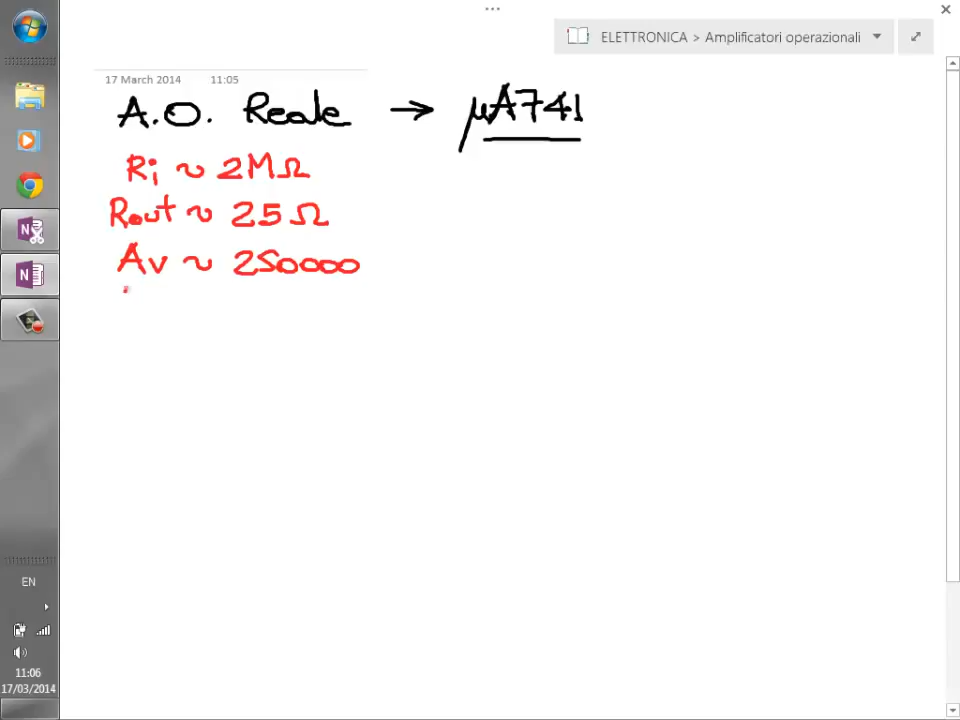 ELETTRONICA > Amplificatori operazionali
17 March 2014 11:05
A.O. Reale → μA741
Ri ~ 2MΩ
Rout ~ 25Ω
Av ~ 250000
EN
11:06
17/03/2014